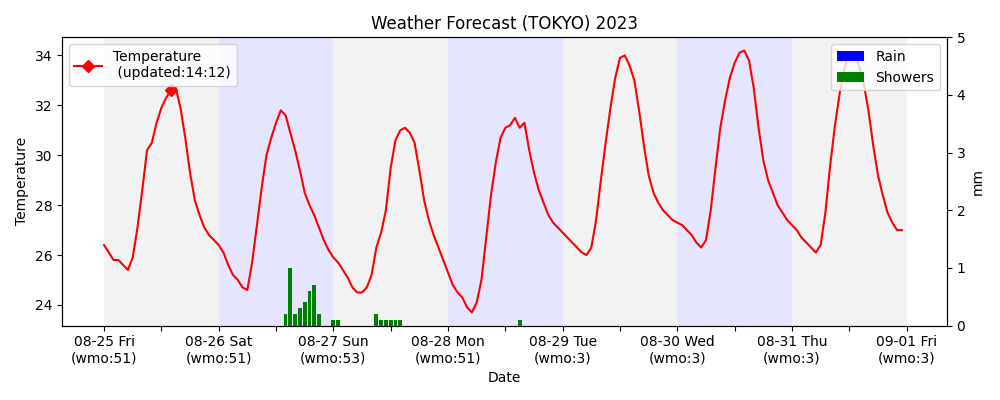 Weather Forecast (TOKYO) 2023
Temperature
(updated:14:12)
Rain
Showers
34
32
30
28
26
24
Temperature
5
4
3
2
1
0
mm
08-25 Fri
(wmo:51)
08-26 Sat
(wmo:51)
08-27 Sun
(wmo:53)
08-28 Mon
(wmo:51)
08-29 Tue
(wmo:3)
08-30 Wed
(wmo:3)
08-31 Thu
(wmo:3)
09-01 Fri
(wmo:3)
Date